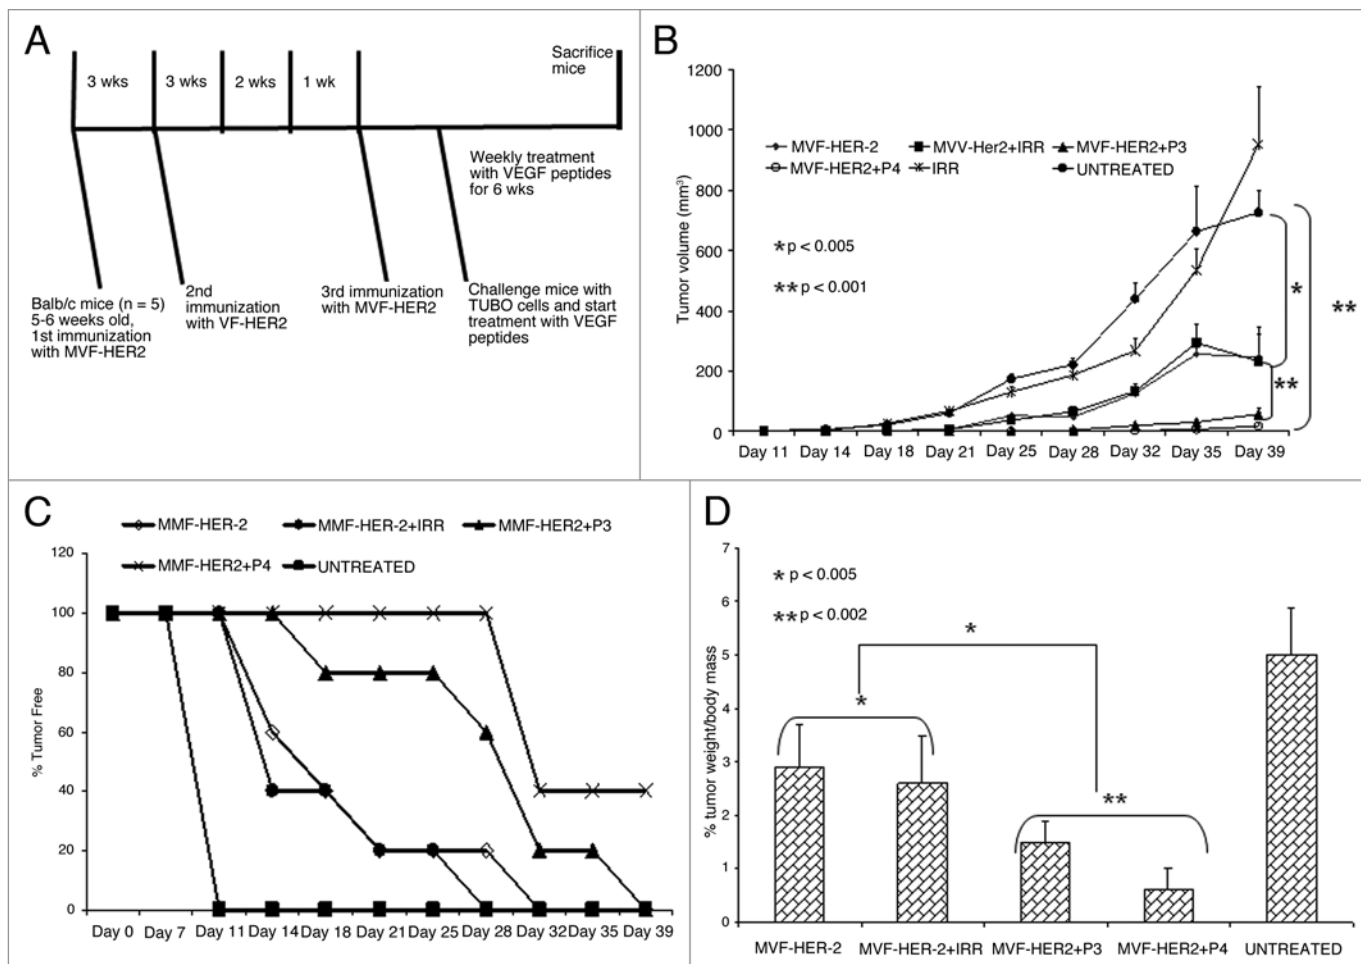 A
3 wks
3 wks
2 wks
1 wk
Sacrifice
mice
Weekly treatment
with VEGF peptides
for 6 wks
Balb/c mice (n = 5)
5-6 weeks old,
1st immunization
with MVF-HER2
2nd
immunization
with VF-HER2
3rd immunization
with MVF-HER2
Challenge mice with
TUBO cells and start
treatment with VEGF
peptides
B
Tumor volume (mm³)
1200
1000
800
600
400
200
0
MVF-HER-2
MVV-Her2+IRR
MVF-HER2+P3
MVF-HER2+P4
IRR
UNTREATED
*p < 0.005
**p < 0.001
*
**
**
Day 11 Day 14 Day 18 Day 21 Day 25 Day 28 Day 32 Day 35 Day 39
C
MMF-HER-2
MMF-HER-2+IRR
MMF-HER2+P3
MMF-HER2+P4
UNTREATED
% Tumor Free
120
100
80
60
40
20
0
Day 0 Day 7 Day 11 Day 14 Day 18 Day 21 Day 25 Day 28 Day 32 Day 35 Day 39
D
% tumor weight/body mass
7
6
5
4
3
2
1
0
* p < 0.005
**p < 0.002
*
*
**
MVF-HER-2 MVF-HER-2+IRR MVF-HER2+P3 MVF-HER2+P4 UNTREATED